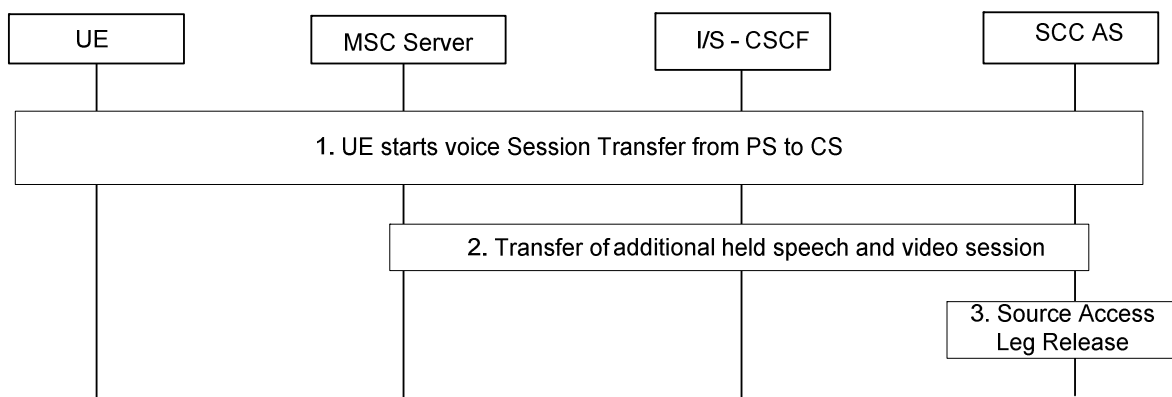 UE
MSC Server
I/S - CSCF
SCC AS
1. UE starts voice Session Transfer from PS to CS
2. Transfer of additional held speech and video session
3. Source Access
Leg Release